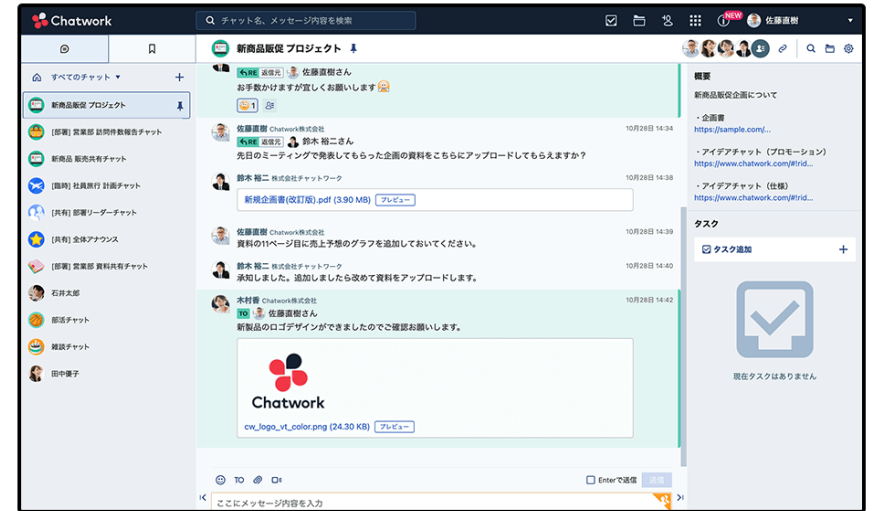 Chatwork
チャット名、メッセージ内容を検索
NEW
佐藤直樹
すべてのチャット
新商品販促 プロジェクト
[部署] 営業部 訪問件数報告チャット
新商品 販売共有チャット
[臨時] 社員旅行 計画チャット
[共有] 部署リーダーチャット
[共有] 全体アナウンス
[部署] 営業部 資料共有チャット
石井太郎
部活チャット
雑談チャット
田中優子
新商品販促 プロジェクト
RE 返信元 佐藤直樹さん
お手数かけますが宜しくお願いします
1
佐藤直樹 Chatwork株式会社 10月28日 14:34
RE 返信元 鈴木 裕二さん
先日のミーティングで発表してもらった企画の資料をこちらにアップロードしてもらえますか？
鈴木 裕二 株式会社チャットワーク 10月28日 14:38
新規企画書(改訂版).pdf (3.90 MB) プレビュー
佐藤直樹 Chatwork株式会社 10月28日 14:39
資料の11ページ目に売上予想のグラフを追加しておいてください。
鈴木 裕二 株式会社チャットワーク 10月28日 14:40
承知しました。追加しましたら改めて資料をアップロードします。
木村香 Chatwork株式会社 10月28日 14:42
TO 佐藤直樹さん
新製品のロゴデザインができましたのでご確認お願いします。
Chatwork
cw_logo_vt_color.png (24.30 KB) プレビュー
TO
Enterで送信 送信
ここにメッセージ内容を入力
概要
新商品販促企画について
・企画書
https://sample.com/...
・アイデアチャット（プロモーション）
https://www.chatwork.com/#!rid...
・アイデアチャット（仕様）
https://www.chatwork.com/#!rid...
タスク
タスク追加
現在タスクはありません